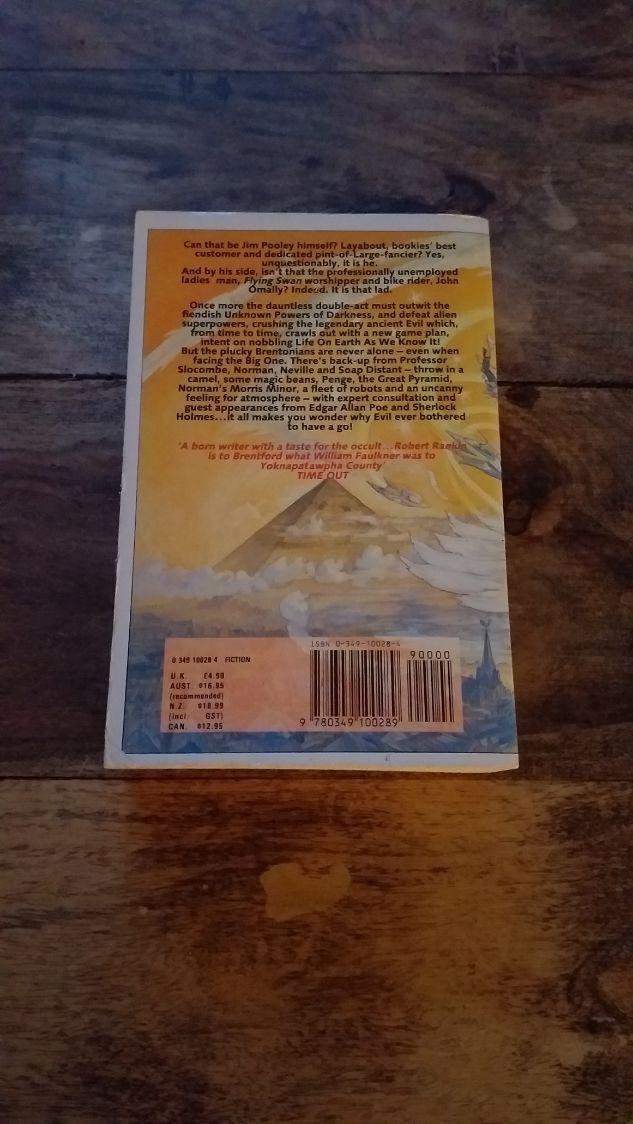 Can that be Jim Pooley himself? Layabout, bookies' best
customer and dedicated pint-of-Large-fancier? Yes,
unquestionably, it is he.
And by his side, isn't that the professionally unemployed
ladies' man, Flying Swan worshipper and bike rider, John
Omally? Indeed. It is that lad.
Once more the dauntless double-act must outwit the
fiendish Unknown Powers of Darkness, and defeat alien
superpowers, crushing the legendary ancient Evil which,
from time to time, crawls out with a new game plan,
intent on nobbling Life On Earth As We Know It!
But the plucky Brentonians are never alone – even when
facing the Big One. There's back-up from Professor
Slocombe, Norman, Neville and Soap Distant – throw in a
camel, some magic beans, Penge, the Great Pyramid,
Norman's Morris Minor, a fleet of robots and an uncanny
feeling for atmosphere – with expert consultation and
guest appearances from Edgar Allan Poe and Sherlock
Holmes...it all makes you wonder why Evil ever bothered
to have a go!
'A born writer with a taste for the occult...Robert Rankin
is to Brentford what William Faulkner was to
Yoknapatawpha County'
TIME OUT
ISBN 0-349-10028-4
0 349 10028 4 FICTION
90000
U.K. £4.99
AUST. $16.95
(recommended)
N.Z. $18.99
(incl. GST)
CAN. $12.95
9 780349 100289